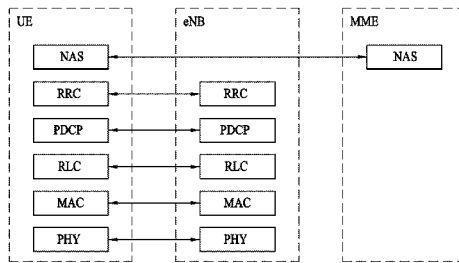 UE eNB MME
NAS NAS
RRC RRC
PDCP PDCP
RLC RLC
MAC MAC
PHY PHY